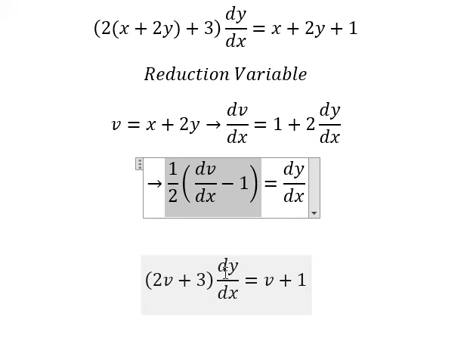 (2(x + 2y) + 3) dy/dx = x + 2y + 1
Reduction Variable
v = x + 2y → dv/dx = 1 + 2 dy/dx
→ 1/2 (dv/dx − 1) = dy/dx
(2v + 3) dy/dx = v + 1